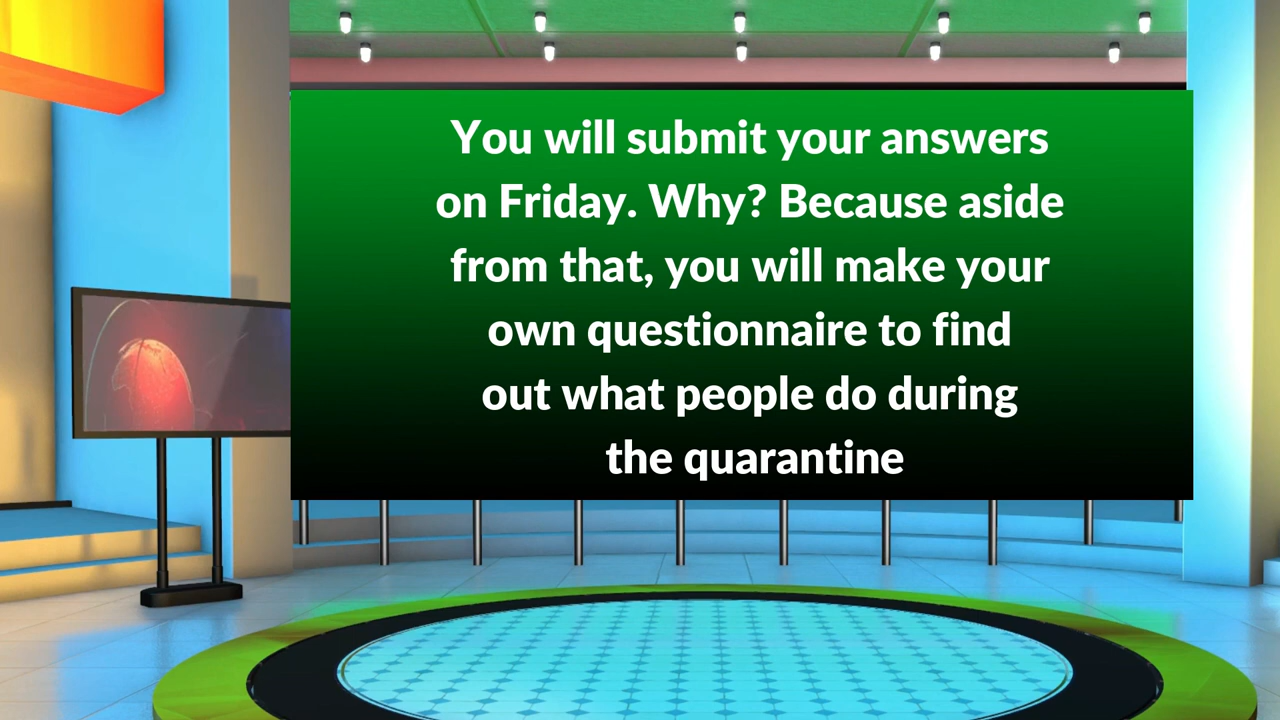 You will submit your answers
on Friday. Why? Because aside
from that, you will make your
own questionnaire to find
out what people do during
the quarantine